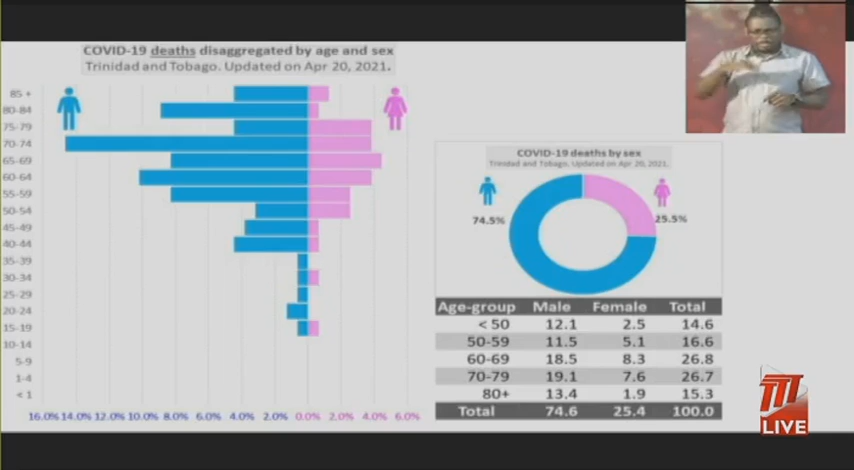 COVID-19 deaths disaggregated by age and sex
Trinidad and Tobago. Updated on Apr 20, 2021.
85 +
80-84
75-79
70-74
65-69
60-64
55-59
50-54
45-49
40-44
35-39
30-34
25-29
20-24
15-19
10-14
5-9
1-4
< 1
16.0% 14.0% 12.0% 10.0% 8.0% 6.0% 4.0% 2.0% 0.0% 2.0% 4.0% 6.0%
COVID-19 deaths by sex
Trinidad and Tobago. Updated on Apr 20, 2021.
74.5%
25.5%
Age-group Male Female Total
< 50 12.1 2.5 14.6
50-59 11.5 5.1 16.6
60-69 18.5 8.3 26.8
70-79 19.1 7.6 26.7
80+ 13.4 1.9 15.3
Total 74.6 25.4 100.0
LIVE